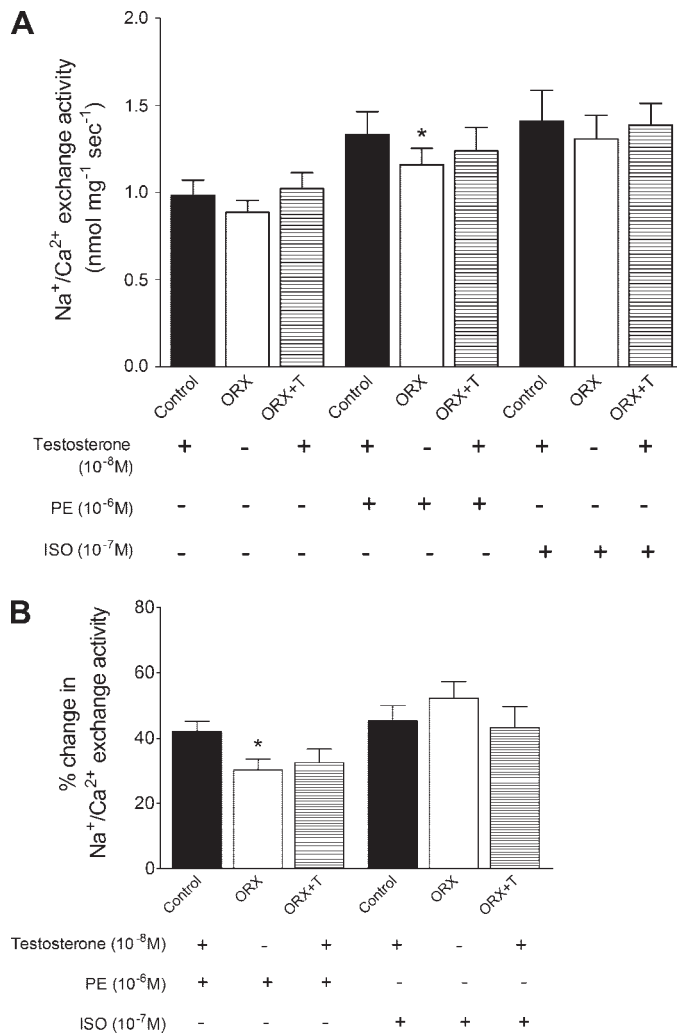 A
Na⁺/Ca²⁺ exchange activity
(nmol mg⁻¹ sec⁻¹)
2.0
1.5
1.0
0.5
0.0
*
Control
ORX
ORX+T
Control
ORX
ORX+T
Control
ORX
ORX+T
Testosterone + - + + - + + - +
(10⁻⁸M)
PE (10⁻⁶M) - - - + + + - - -
ISO (10⁻⁷M) - - - - - - + + +
B
% change in
Na⁺/Ca²⁺ exchange activity
80
60
40
20
0
*
Control
ORX
ORX+T
Control
ORX
ORX+T
Testosterone (10⁻⁸M) + - + + - +
PE (10⁻⁶M) + + + - - -
ISO (10⁻⁷M) - - - + + +